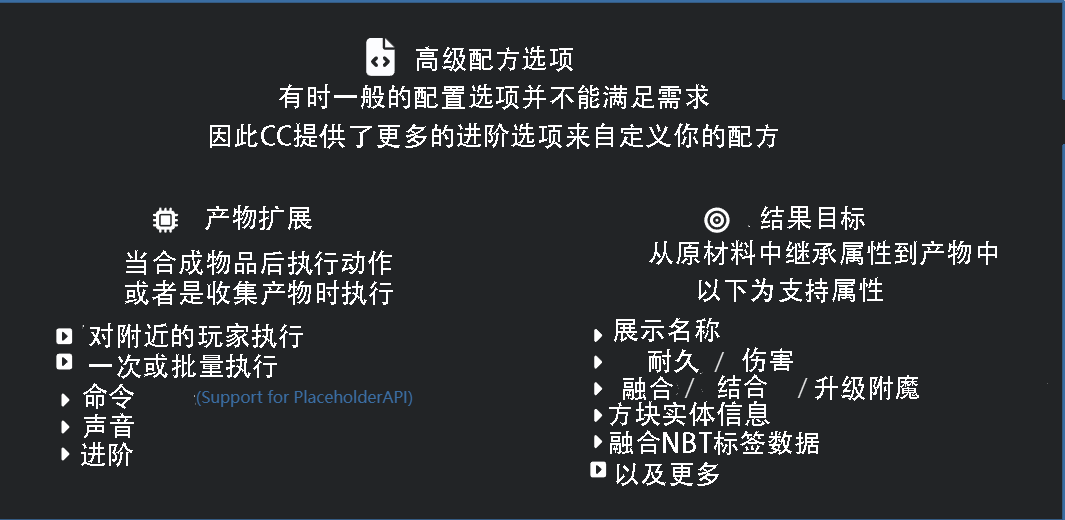 高级配方选项
有时一般的配置选项并不能满足需求
因此CC提供了更多的进阶选项来自定义你的配方
产物扩展
当合成物品后执行动作
或者是收集产物时执行
对附近的玩家执行
一次或批量执行
命令 (Support for PlaceholderAPI)
声音
进阶
结果目标
从原材料中继承属性到产物中
以下为支持属性
展示名称
耐久 / 伤害
融合 / 结合 / 升级附魔
方块实体信息
融合NBT标签数据
以及更多